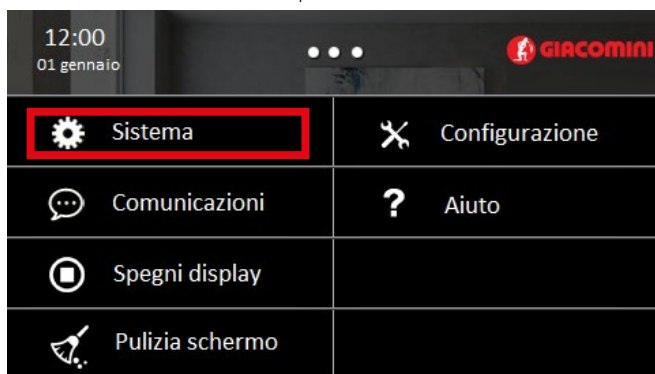 12:00
01 gennaio
GIACOMINI
Sistema
Configurazione
Comunicazioni
? Aiuto
Spegni display
Pulizia schermo